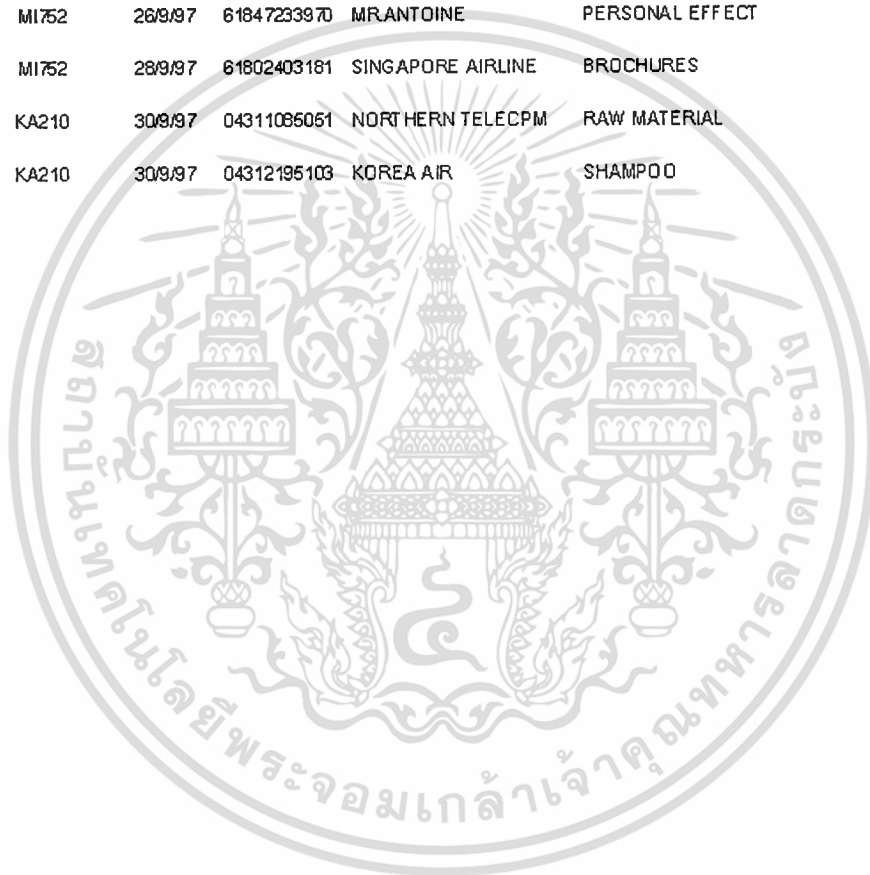 MI752 26/9/97 61847233970 MR.ANTOINE PERSONAL EFFECT
MI752 28/9/97 61802403181 SINGAPORE AIRLINE BROCHURES
KA210 30/9/97 04311085051 NORTHERN TELECPM RAW MATERIAL
KA210 30/9/97 04312195103 KOREA AIR SHAMPOO
สถาบันเทคโนโลยีพระจอมเกล้าเจ้าคุณทหารลาดกระบัง
๔